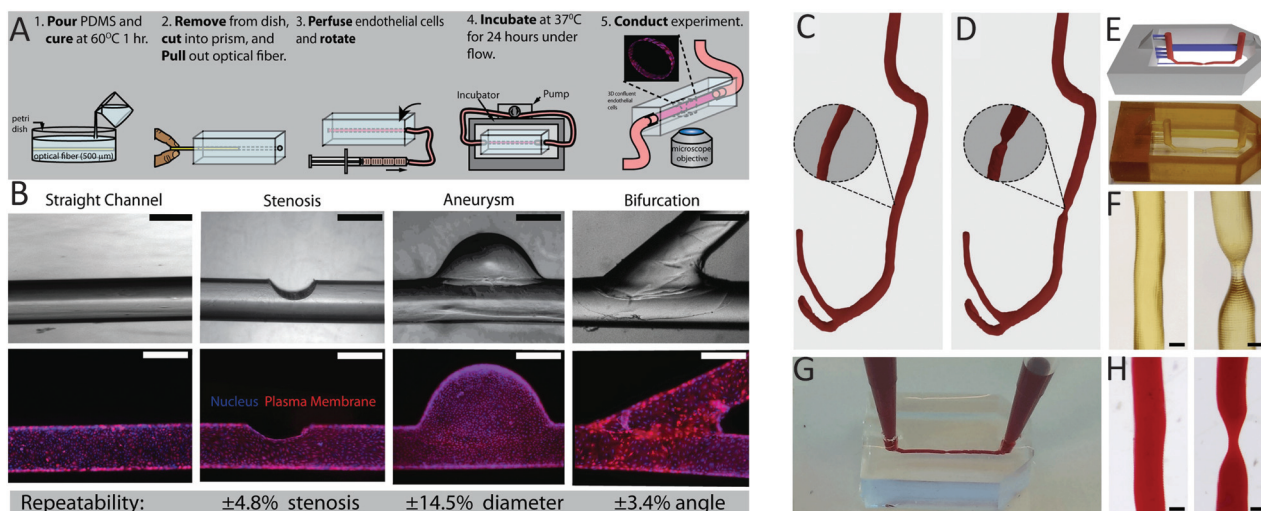 A
1. Pour PDMS and
cure at 60⁰C 1 hr.
2. Remove from dish,
cut into prism, and
Pull out optical fiber.
3. Perfuse endothelial cells
and rotate
4. Incubate at 37⁰C
for 24 hours under
flow.
5. Conduct experiment.
petri
dish
optical fiber (500 µm)
Incubator
Pump
3D confluent
endothelial
cells
microscope
objective
B
Straight Channel
Stenosis
Aneurysm
Bifurcation
Nucleus Plasma Membrane
Repeatability:
±4.8% stenosis
±14.5% diameter
±3.4% angle
C
D
E
F
G
H